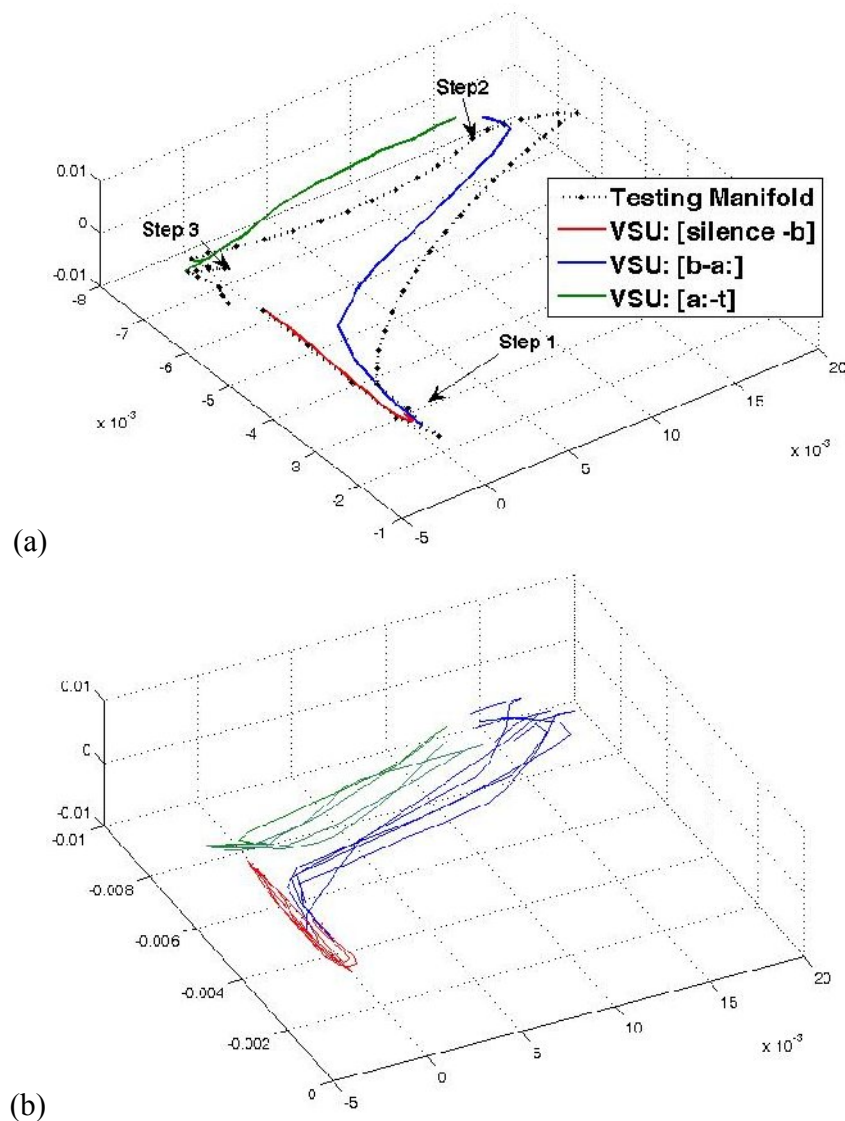 Step2
0.01
0
-0.01
Step 3
Testing Manifold
VSU: [silence -b]
VSU: [b-a:]
VSU: [a:-t]
-8
-7
-6
-5
-4
3
-2
-1
x 10-3
Step 1
-5
0
5
10
15
20
x 10-3
(a)
0.01
0
-0.01
-0.01
-0.008
-0.006
-0.004
-0.002
0
-5
0
5
10
15
20
x 10-3
(b)